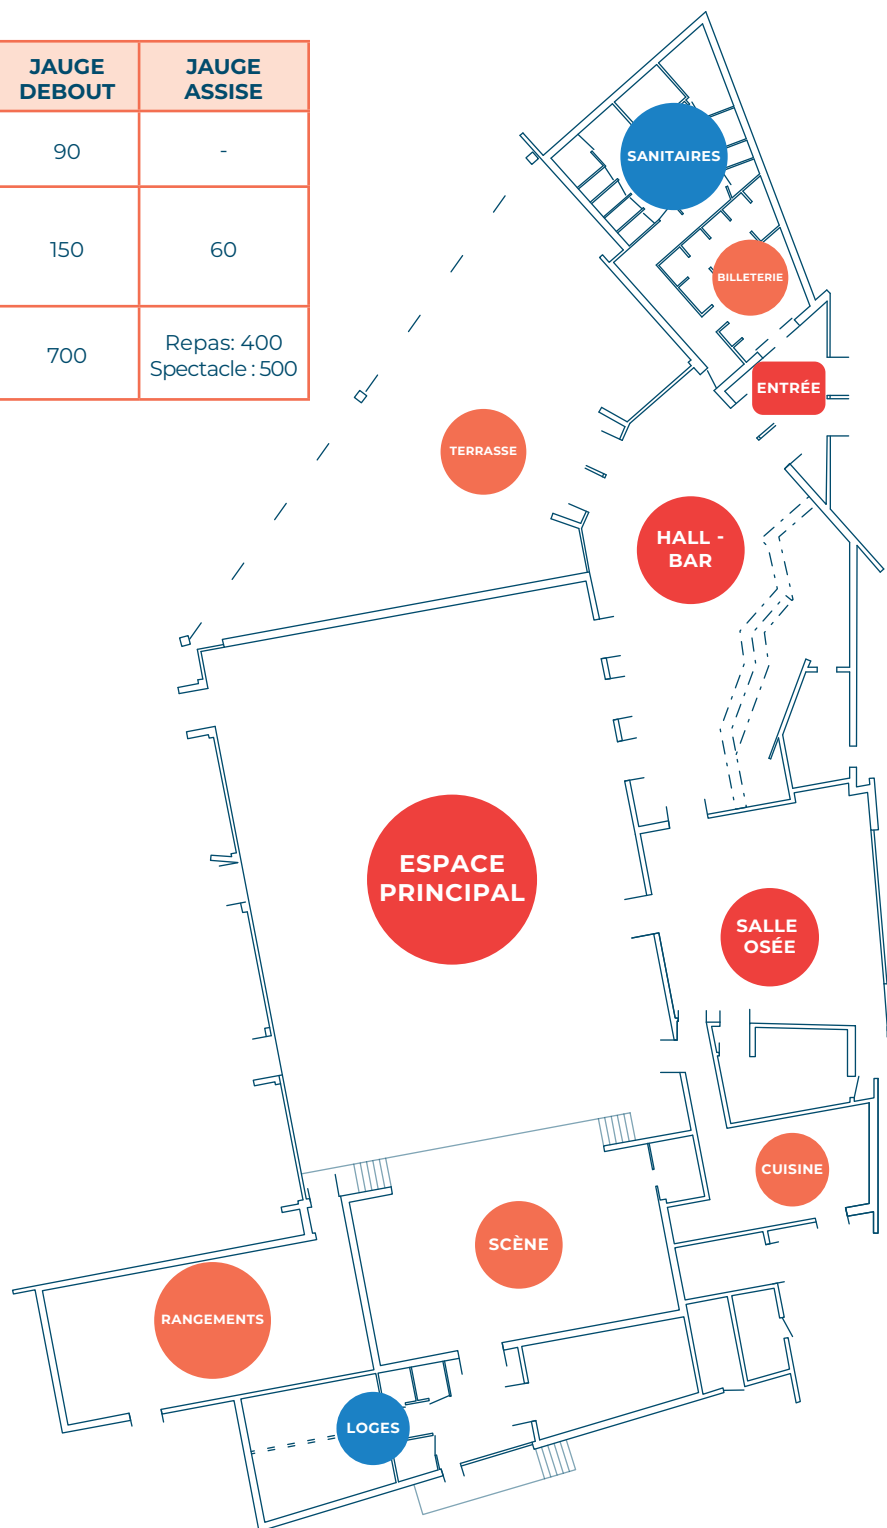 JAUGE
DEBOUT
JAUGE
ASSISE
90
-
150
60
700
Repas: 400
Spectacle : 500
SANITAIRES
BILLETERIE
ENTRÉE
TERRASSE
HALL -
BAR
ESPACE
PRINCIPAL
SALLE
OSÉE
CUISINE
SCÈNE
RANGEMENTS
LOGES